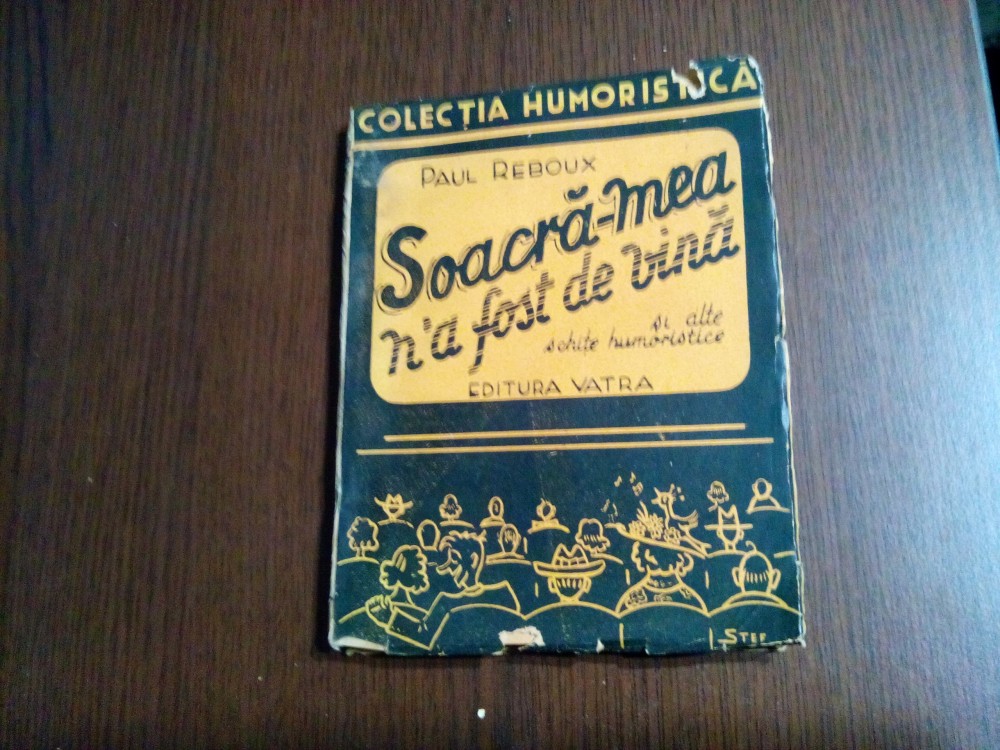 COLECȚIA HUMORISTICĂ
PAUL REBOUX
Soacră-mea
n'a fost de vină
și alte
schițe humoristice
EDITURA VATRA
STEF